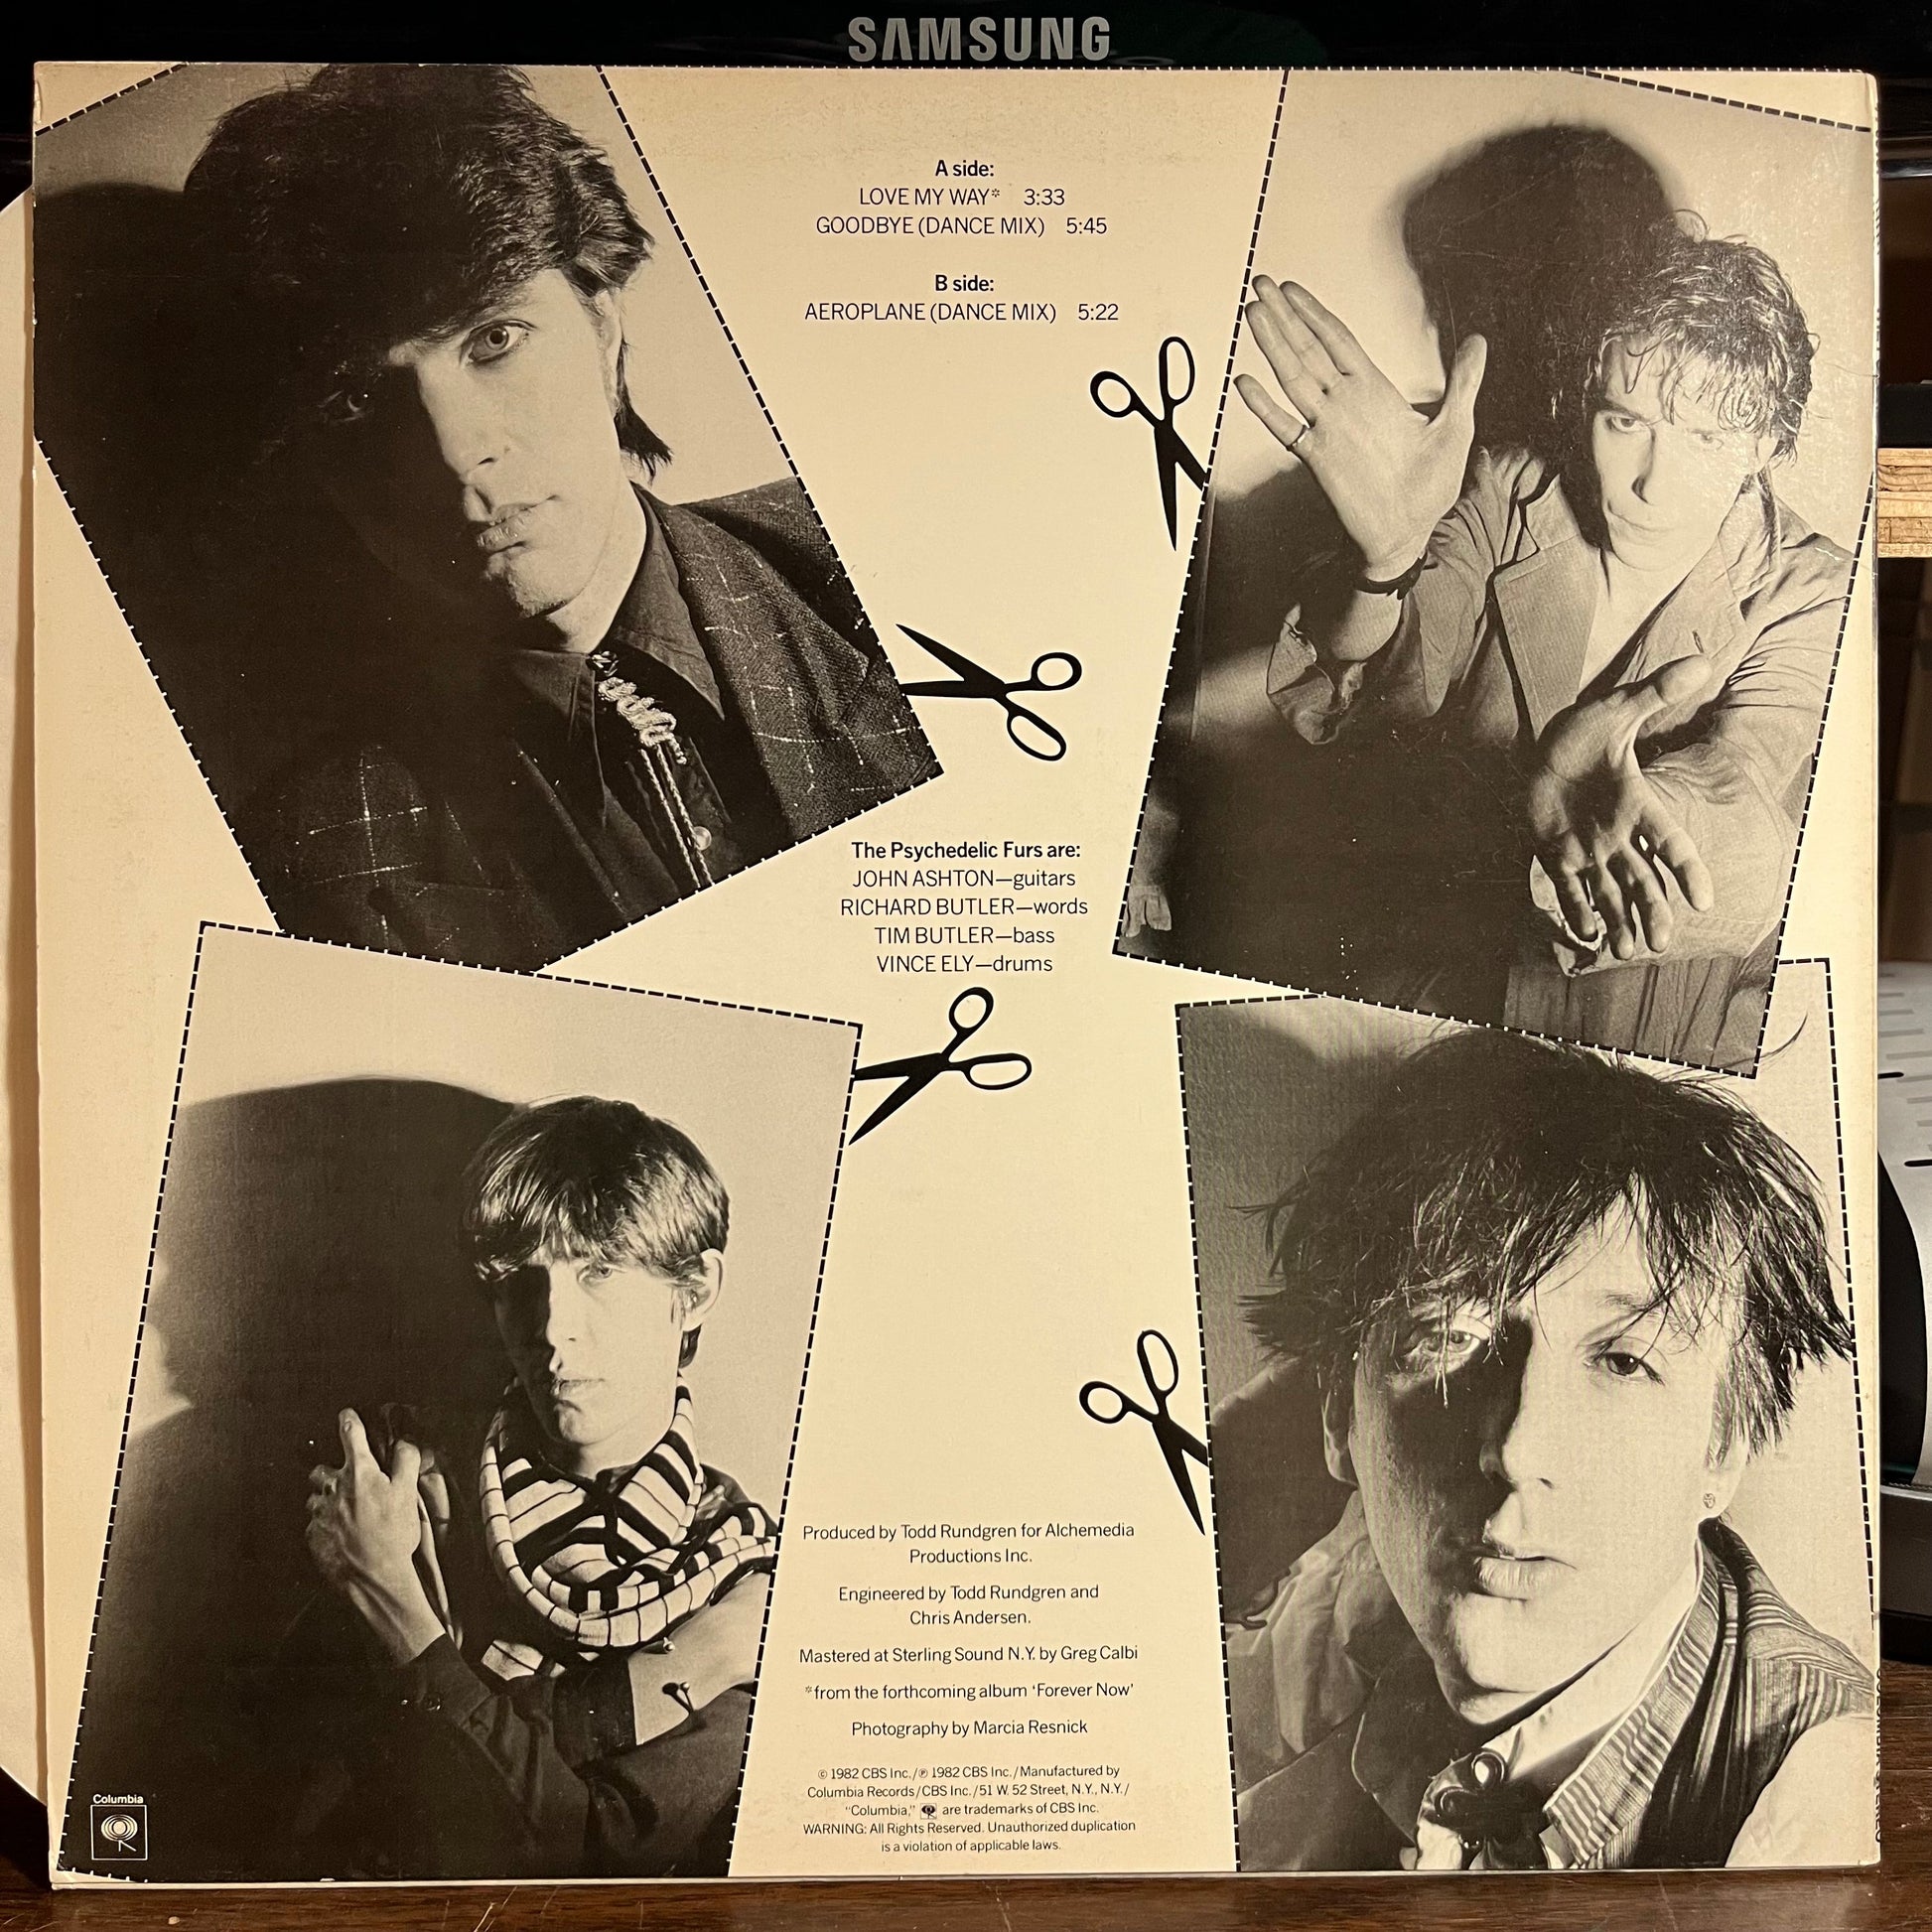 SAMSUNG
A side:
LOVE MY WAY* 3:33
GOODBYE (DANCE MIX) 5:45
B side:
AEROPLANE (DANCE MIX) 5:22
The Psychedelic Furs are:
JOHN ASHTON—guitars
RICHARD BUTLER—words
TIM BUTLER—bass
VINCE ELY—drums
Produced by Todd Rundgren for Alchemedia
Productions Inc.
Engineered by Todd Rundgren and
Chris Andersen.
Mastered at Sterling Sound N.Y. by Greg Calbi
*from the forthcoming album ‘Forever Now’
Photography by Marcia Resnick
© 1982 CBS Inc./℗ 1982 CBS Inc./Manufactured by
Columbia Records/CBS Inc./51 W. 52 Street, N.Y., N.Y./
“Columbia,” are trademarks of CBS Inc.
WARNING: All Rights Reserved. Unauthorized duplication
is a violation of applicable laws.
Columbia